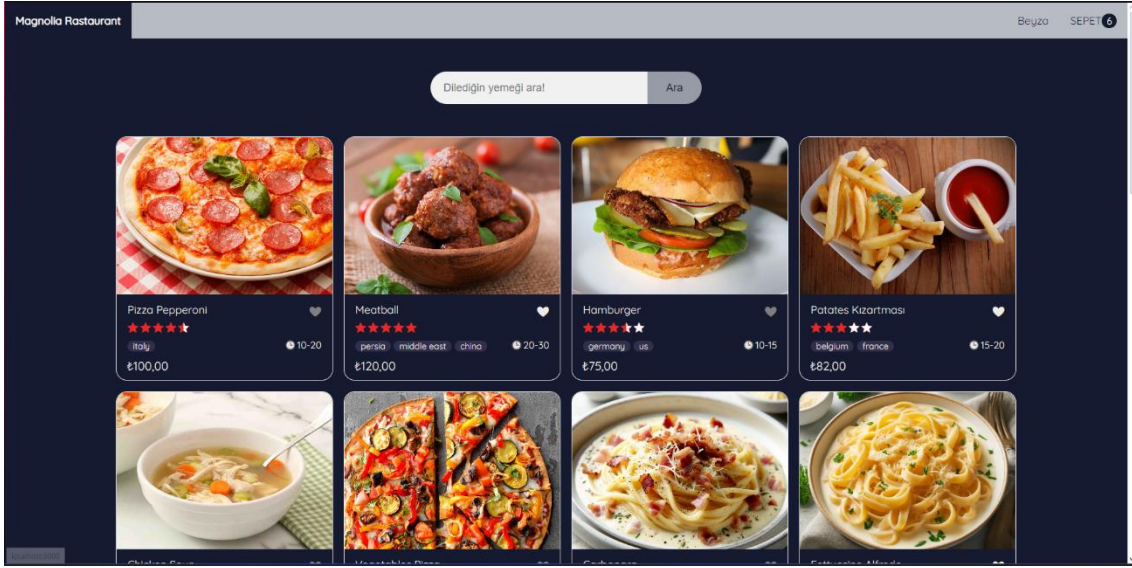 Magnolia Rastaurant
Beyza SEPET 6
Dilediğin yemeği ara! Ara
Pizza Pepperoni
italy 10-20
₺100,00
Meatball
persia middle east china 20-30
₺120,00
Hamburger
germany us 10-15
₺75,00
Patates Kızartması
belgium france 15-20
₺82,00